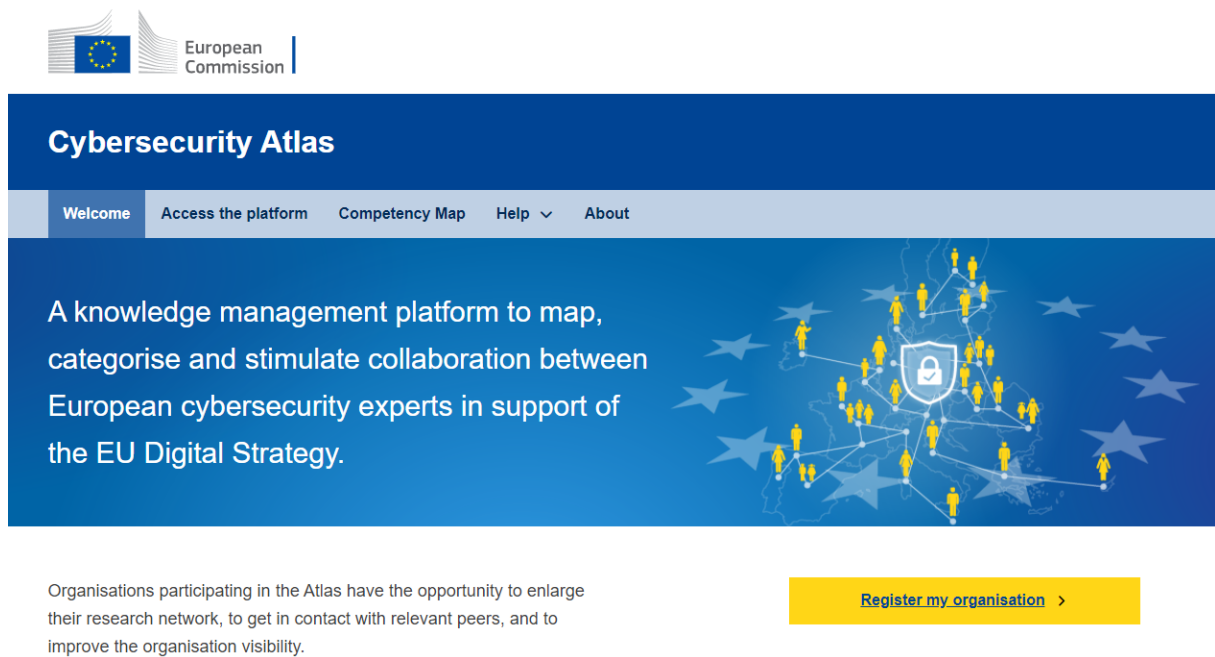 European
Commission
Cybersecurity Atlas
Welcome Access the platform Competency Map Help About
A knowledge management platform to map,
categorise and stimulate collaboration between
European cybersecurity experts in support of
the EU Digital Strategy.
Organisations participating in the Atlas have the opportunity to enlarge
their research network, to get in contact with relevant peers, and to
improve the organisation visibility.
Register my organisation